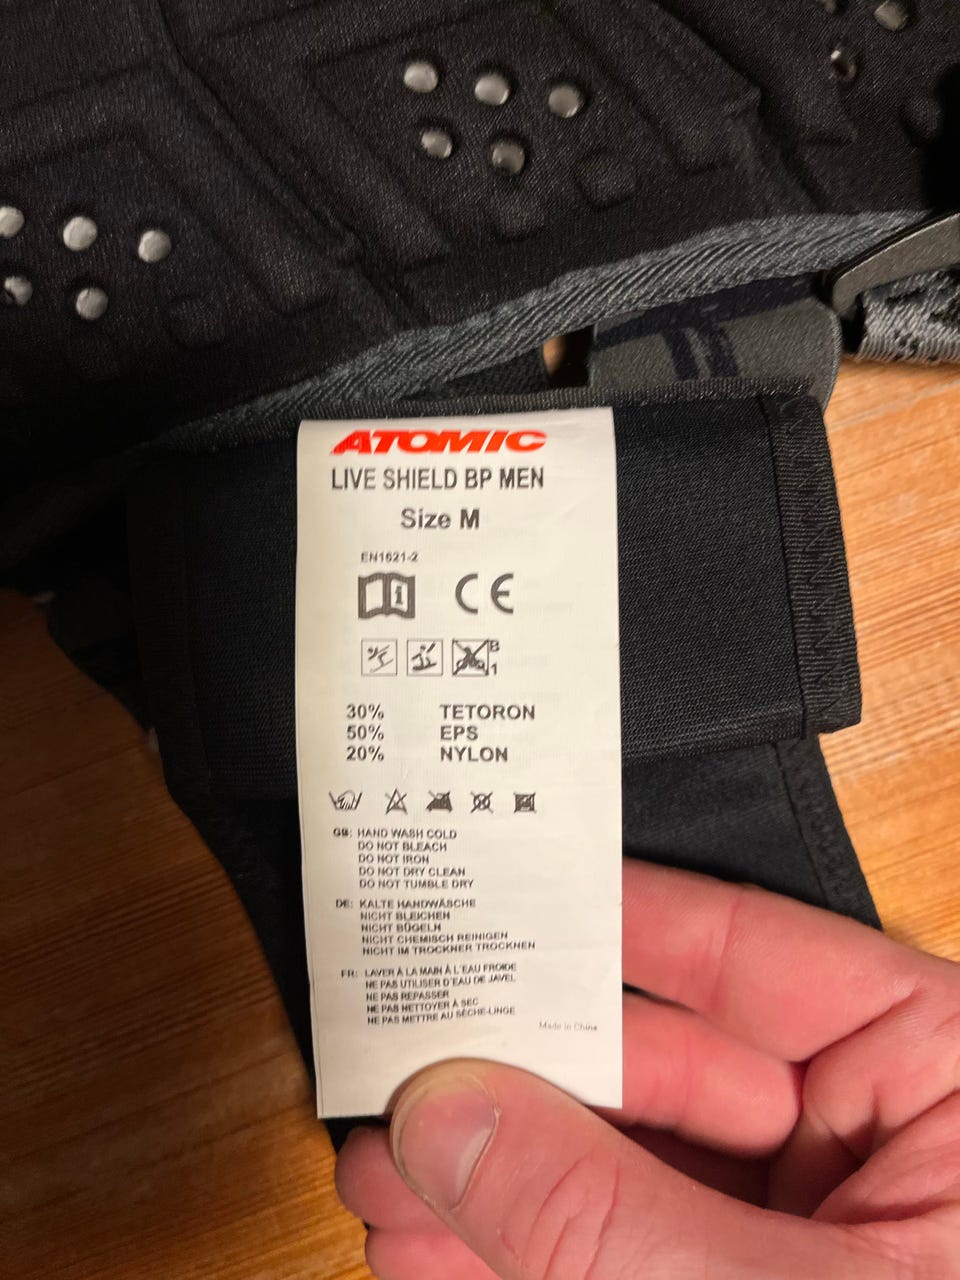 ATOMIC
LIVE SHIELD BP MEN
Size M
EN1621-2
i CE
B
1
30% TETORON
50% EPS
20% NYLON
GB: HAND WASH COLD
DO NOT BLEACH
DO NOT IRON
DO NOT DRY CLEAN
DO NOT TUMBLE DRY
DE: KALTE HANDWÄSCHE
NICHT BLEICHEN
NICHT BÜGELN
NICHT CHEMISCH REINIGEN
NICHT IM TROCKNER TROCKNEN
FR: LAVER À LA MAIN À L'EAU FROIDE
NE PAS UTILISER D'EAU DE JAVEL
NE PAS REPASSER
NE PAS NETTOYER À SEC
NE PAS METTRE AU SÈCHE-LINGE
Made in China